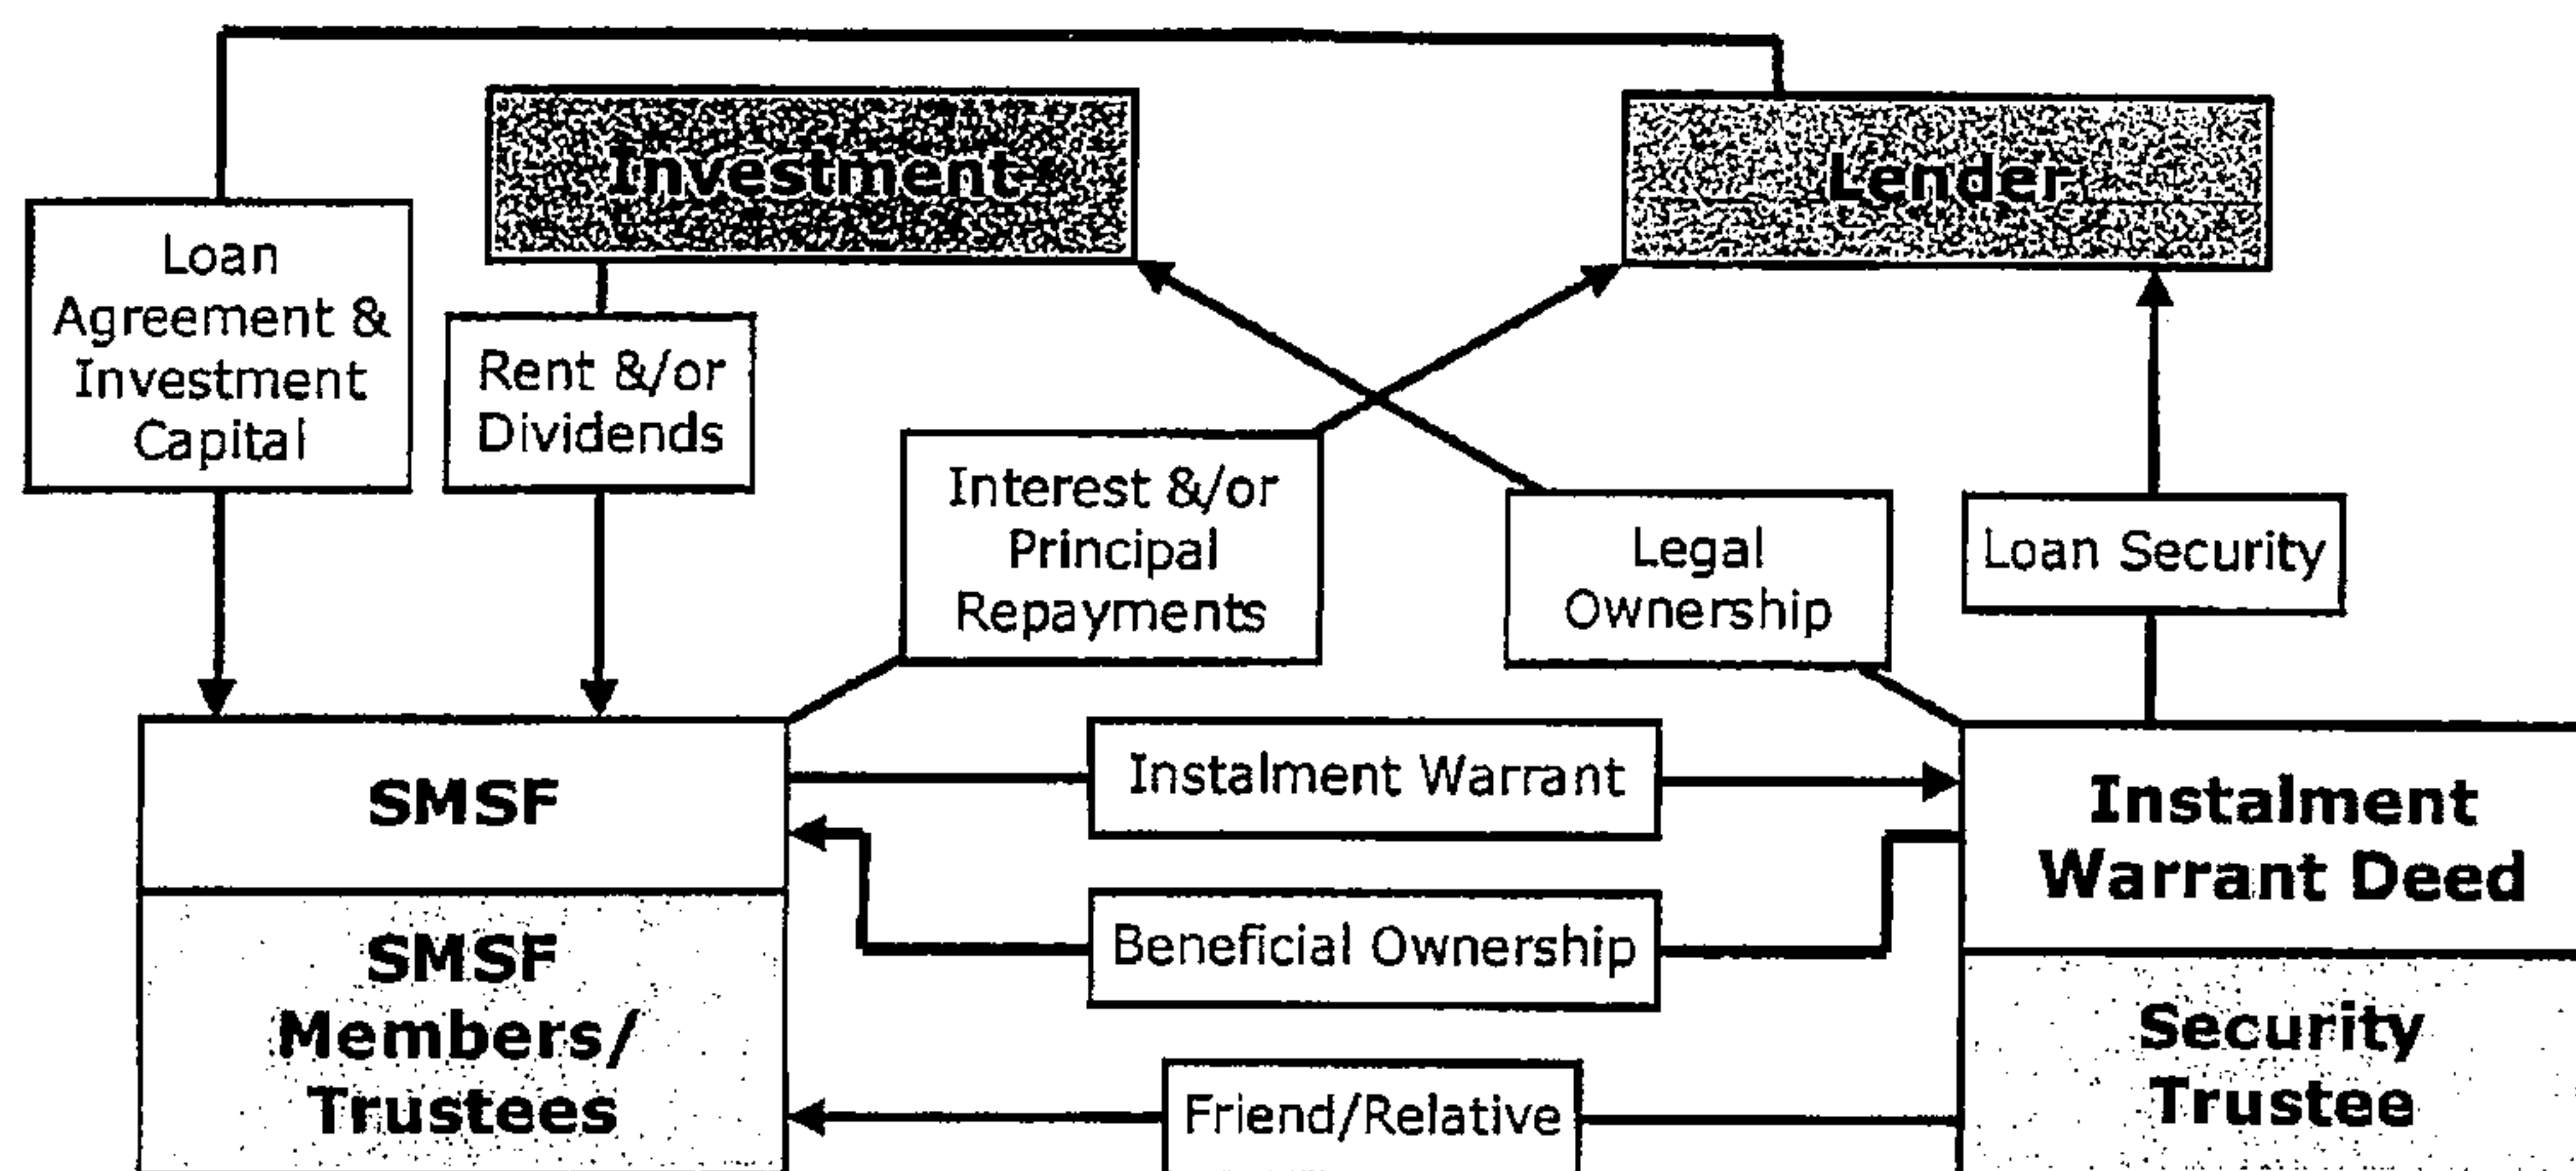 Investment
Lender
Loan
Agreement &
Investment
Capital
Rent &/or
Dividends
Interest &/or
Principal
Repayments
Legal
Ownership
Loan Security
SMSF
Instalment Warrant
Instalment
Warrant Deed
Beneficial Ownership
SMSF
Members/
Trustees
Security
Trustee
Friend/Relative